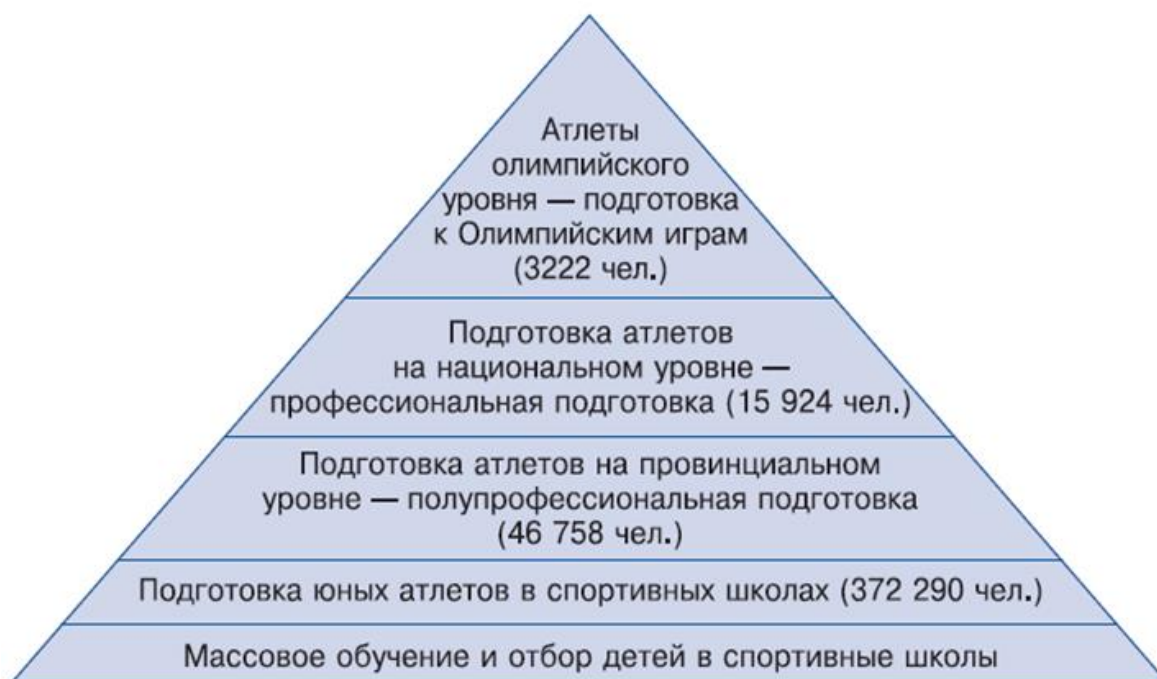 Атлеты
олимпийского
уровня — подготовка
к Олимпийским играм
(3222 чел.)
Подготовка атлетов
на национальном уровне —
профессиональная подготовка (15 924 чел.)
Подготовка атлетов на провинциальном
уровне — полупрофессиональная подготовка
(46 758 чел.)
Подготовка юных атлетов в спортивных школах (372 290 чел.)
Массовое обучение и отбор детей в спортивные школы